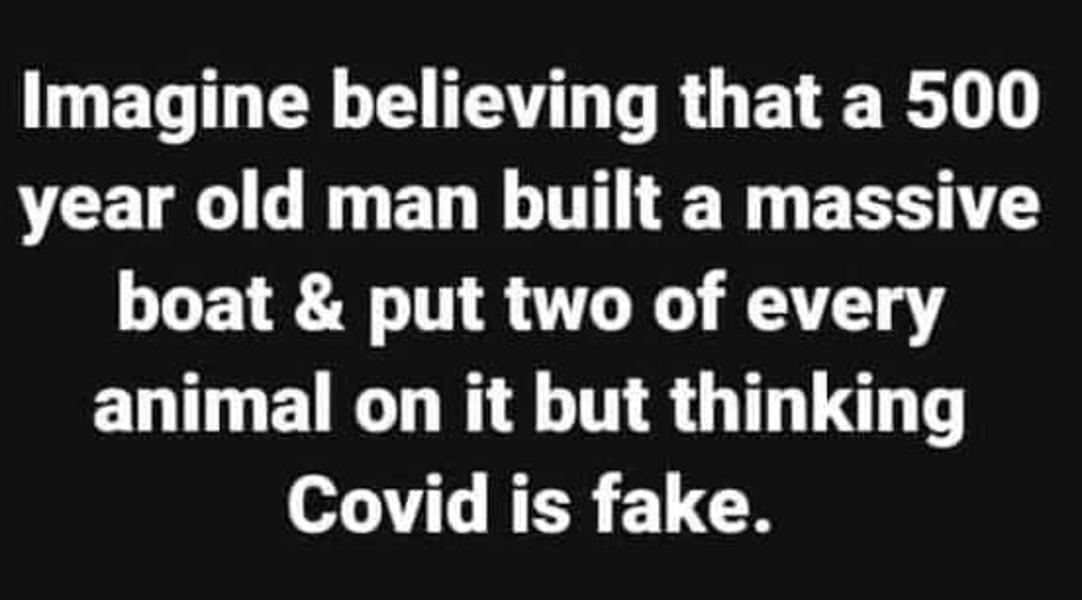 Imagine believing that a 500
year old man built a massive
boat & put two of every
animal on it but thinking
Covid is fake.